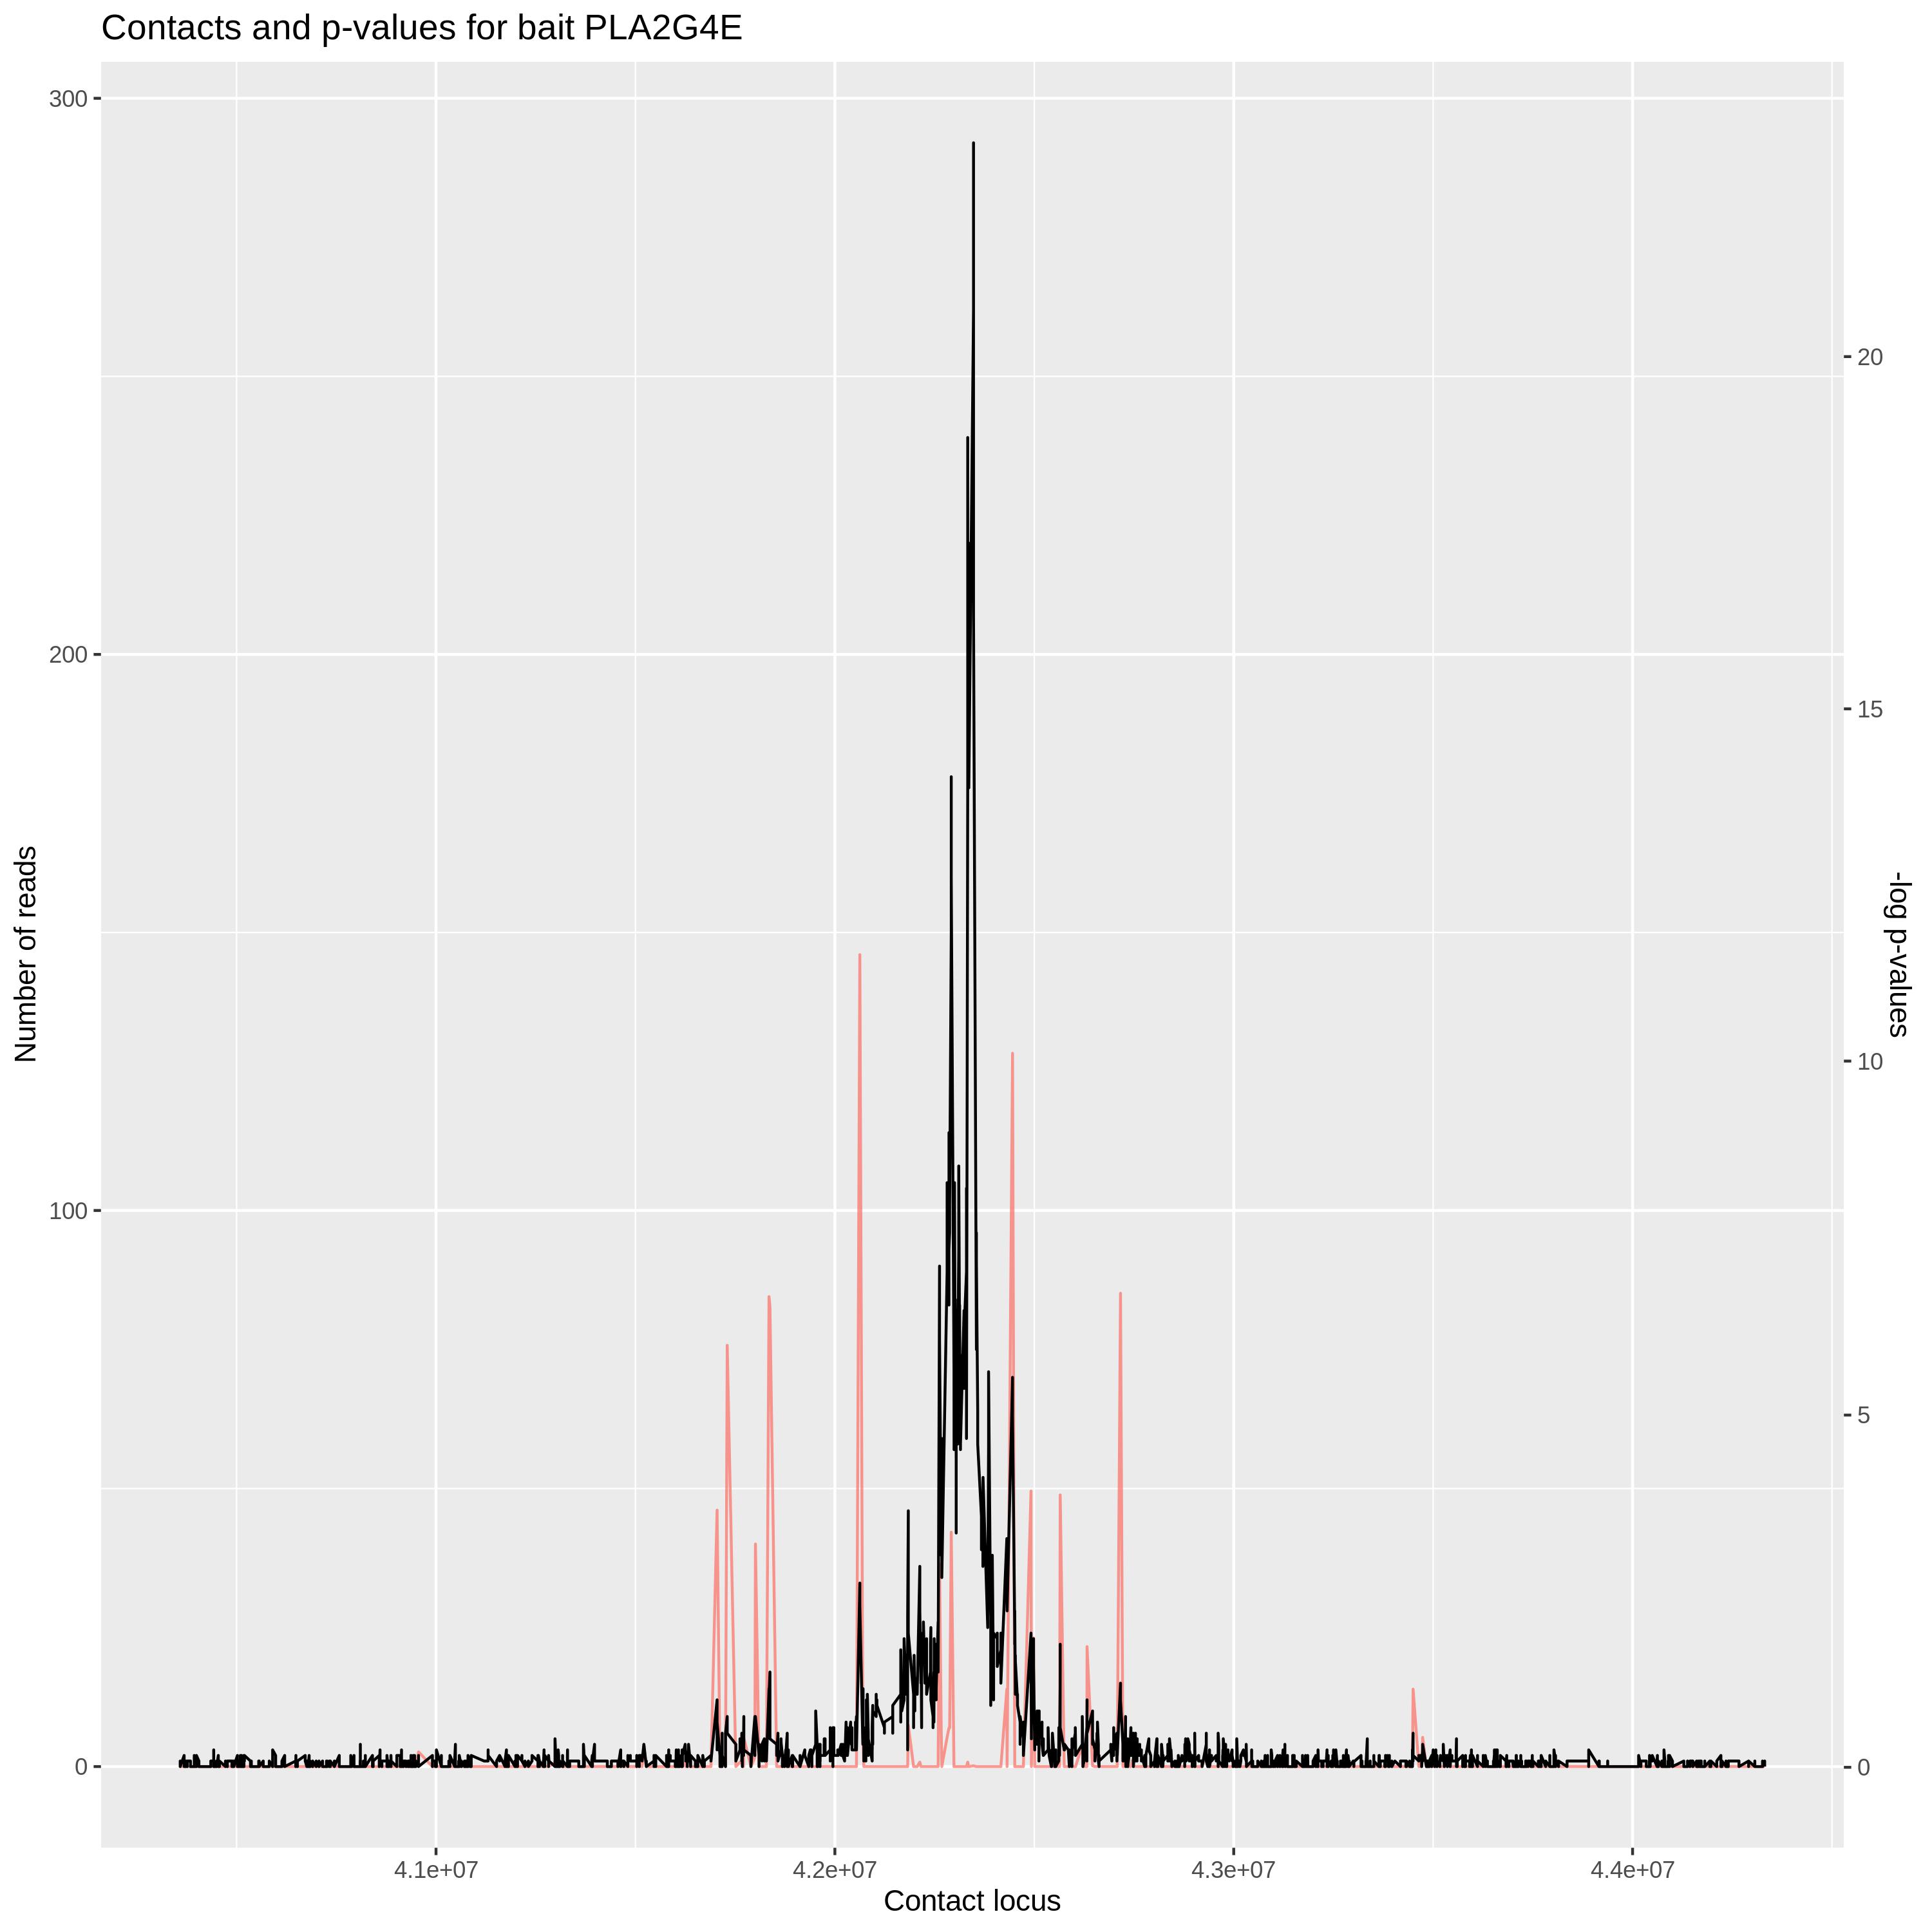 Contacts and p-values for bait PLA2G4E
300
200
100
0
Number of reads
20
15
10
5
0
-log p-values
4.1e+07 4.2e+07 4.3e+07 4.4e+07
Contact locus